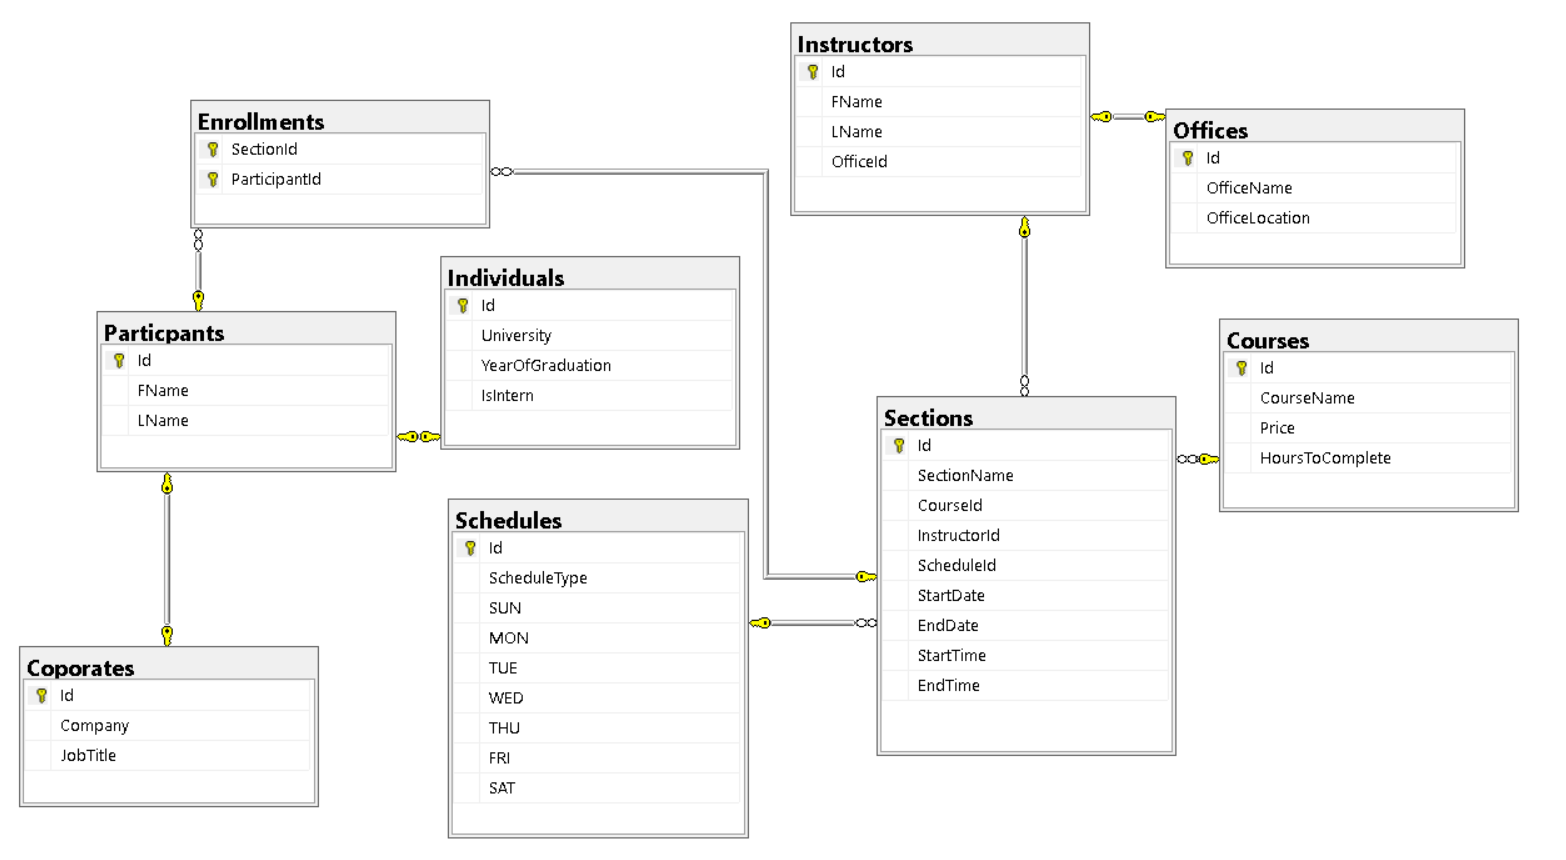 Instructors
Id
FName
LName
OfficeId
Offices
Id
OfficeName
OfficeLocation
Enrollments
SectionId
ParticipantId
Individuals
Id
University
YearOfGraduation
IsIntern
Particpants
Id
FName
LName
Courses
Id
CourseName
Price
HoursToComplete
Sections
Id
SectionName
CourseId
InstructorId
ScheduleId
StartDate
EndDate
StartTime
EndTime
Schedules
Id
ScheduleType
SUN
MON
TUE
WED
THU
FRI
SAT
Coporates
Id
Company
JobTitle